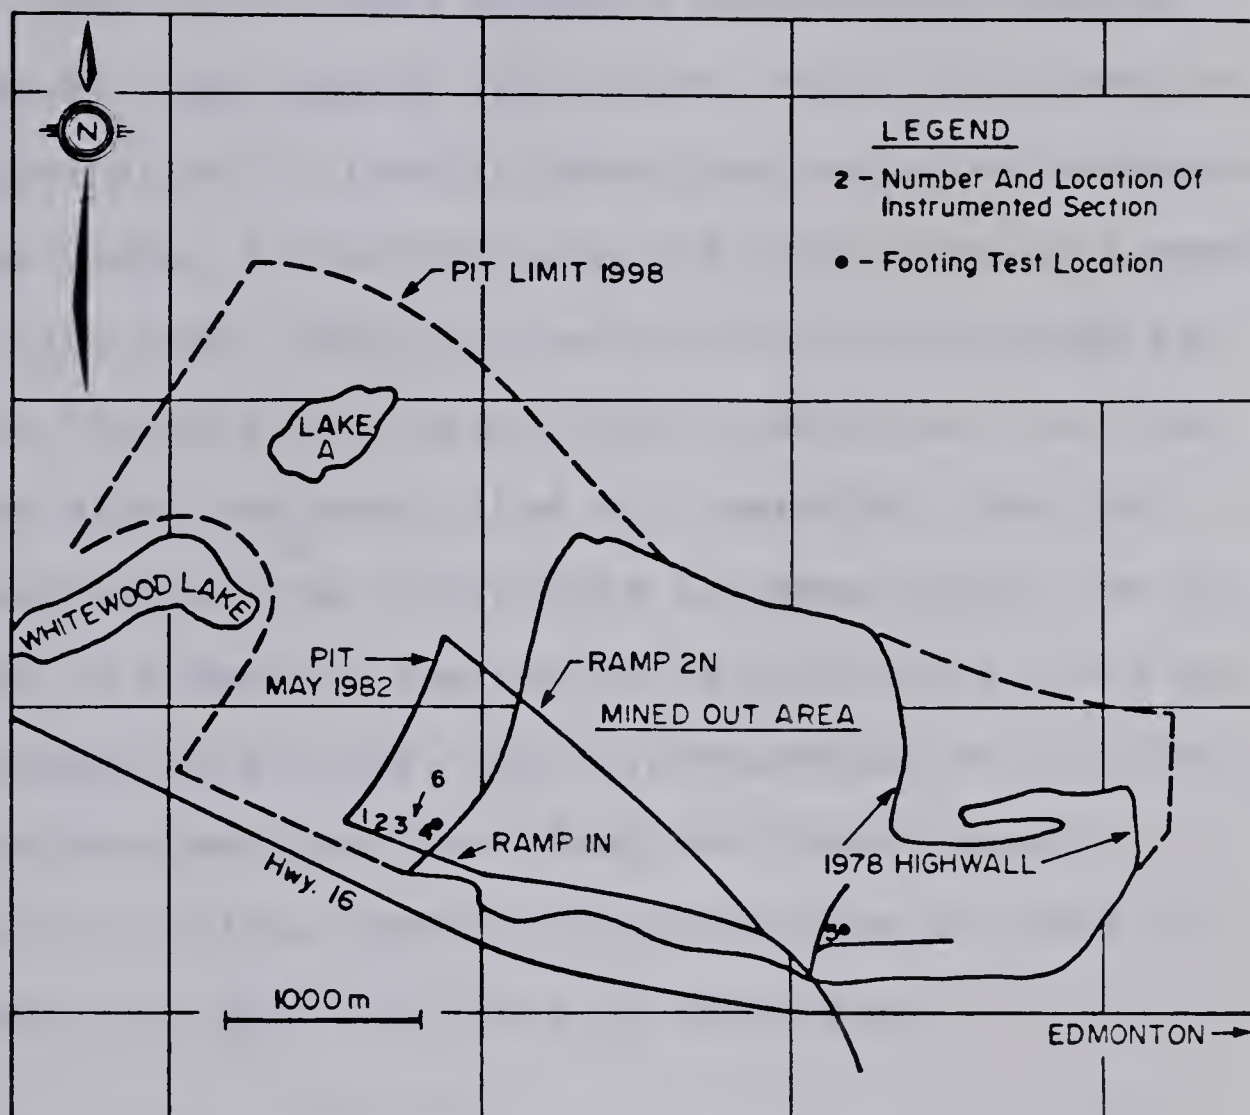 N
LEGEND
2 - Number And Location Of
Instrumented Section
● - Footing Test Location
PIT LIMIT 1998
LAKE
A
WHITEWOOD LAKE
PIT
MAY 1982
RAMP 2N
MINED OUT AREA
6
1 2 3
RAMP 1N
1978 HIGHWALL
Hwy. 16
1000 m
EDMONTON